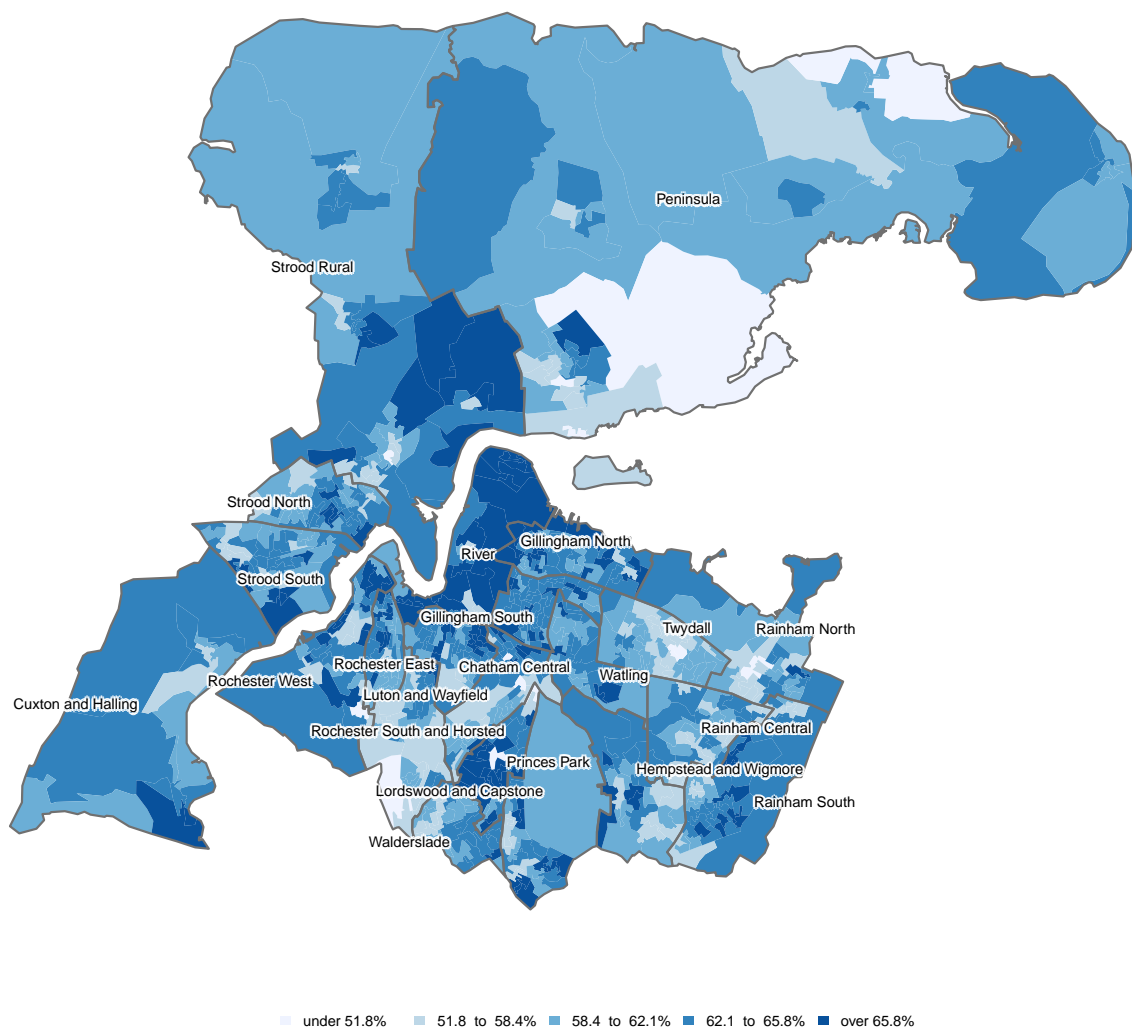 Peninsula
Strood Rural
Strood North
Gillingham North
River
Strood South
Gillingham South
Twydall
Rainham North
Rochester East
Chatham Central
Rochester West
Watling
Luton and Wayfield
Cuxton and Halling
Rainham Central
Rochester South and Horsted
Princes Park
Hempstead and Wigmore
Lordswood and Capstone
Rainham South
Walderslade
under 51.8% 51.8 to 58.4% 58.4 to 62.1% 62.1 to 65.8% over 65.8%